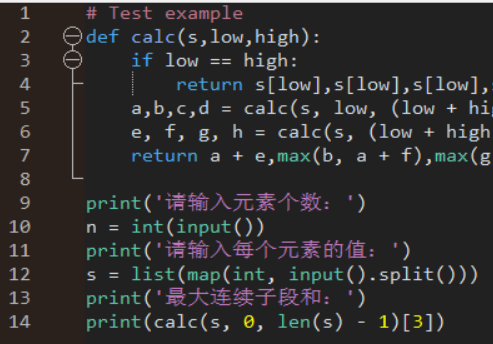 1 # Test example
2 def calc(s,low,high):
3 if low == high:
4 return s[low],s[low],s[low],
5 a,b,c,d = calc(s, low, (low + hig
6 e, f, g, h = calc(s, (low + high
7 return a + e,max(b, a + f),max(g
8
9 print('请输入元素个数: ')
10 n = int(input())
11 print('请输入每个元素的值: ')
12 s = list(map(int, input().split()))
13 print('最大连续子段和: ')
14 print(calc(s, 0, len(s) - 1)[3])